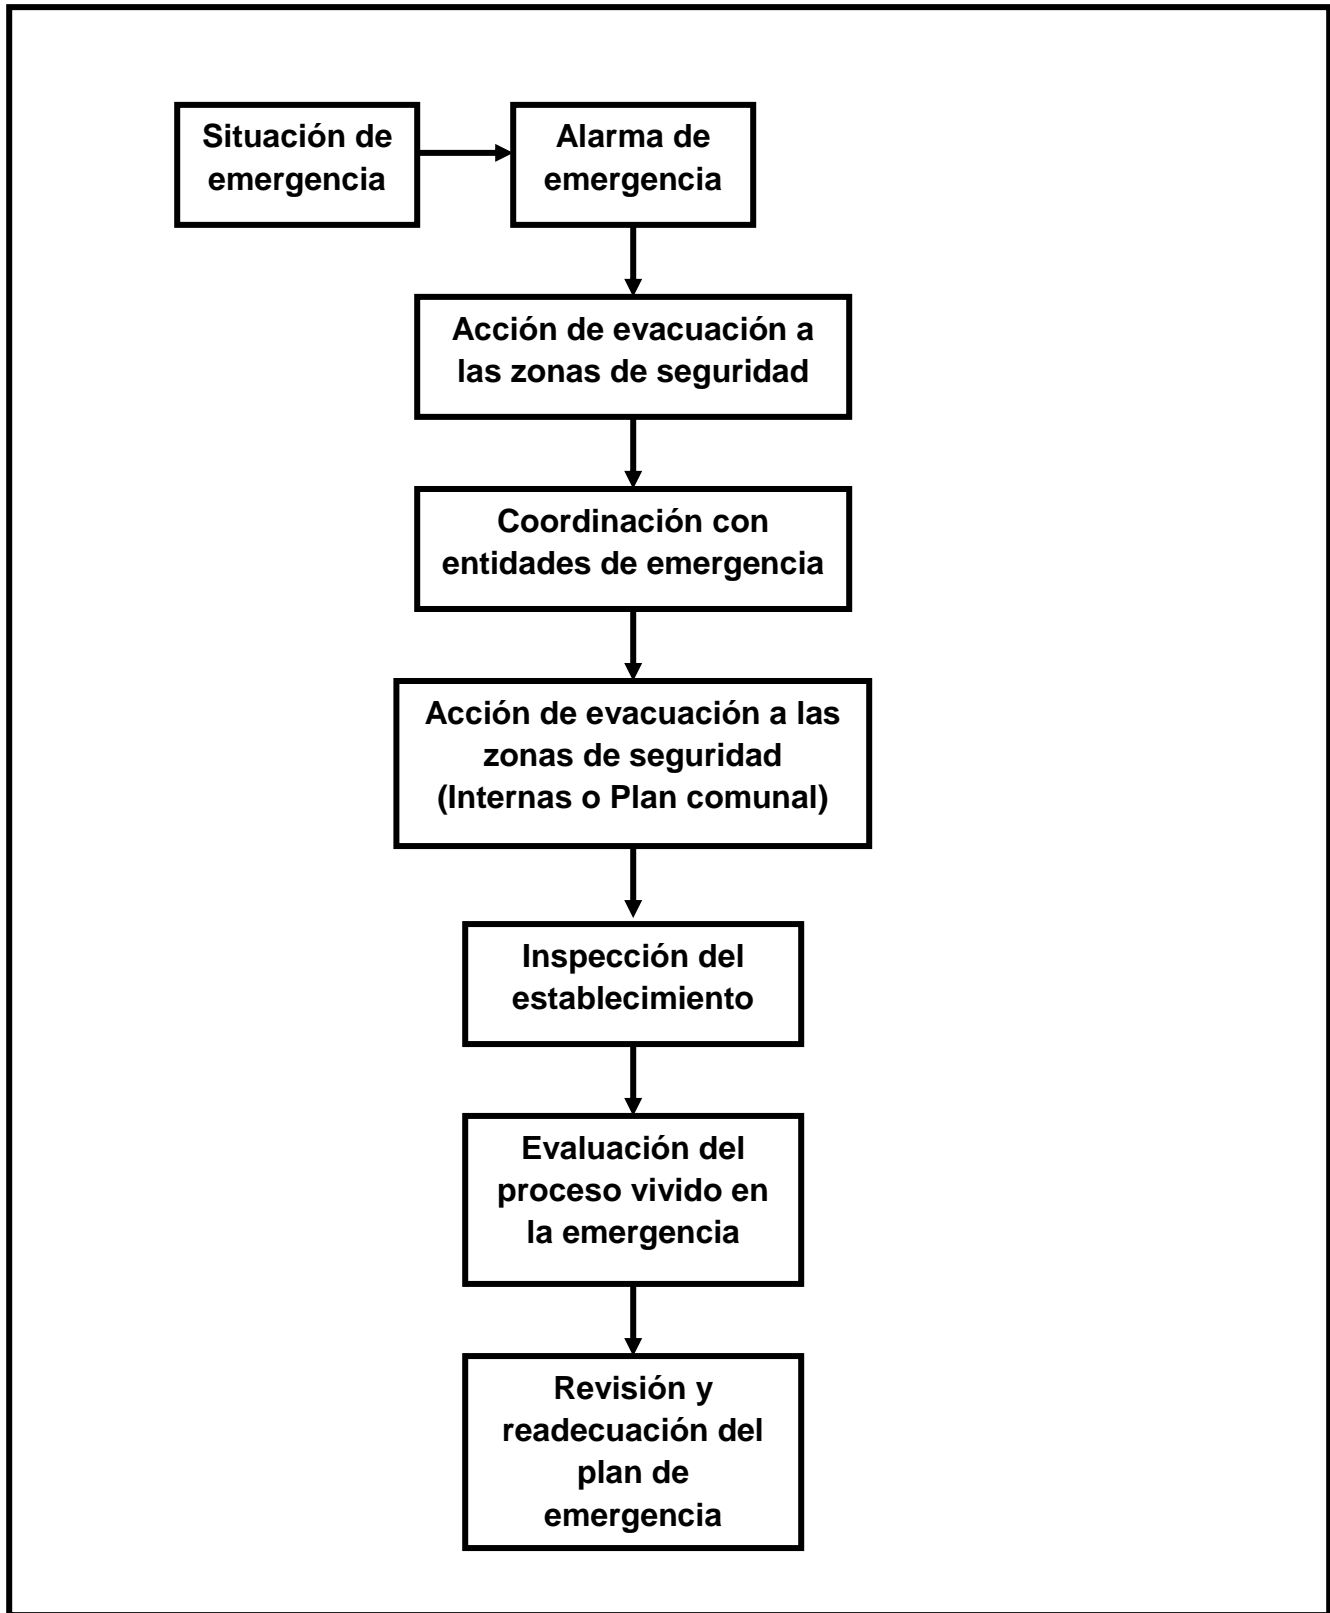 Situación de
emergencia
Alarma de
emergencia
Acción de evacuación a
las zonas de seguridad
Coordinación con
entidades de emergencia
Acción de evacuación a las
zonas de seguridad
(Internas o Plan comunal)
Inspección del
establecimiento
Evaluación del
proceso vivido en
la emergencia
Revisión y
readecuación del
plan de
emergencia